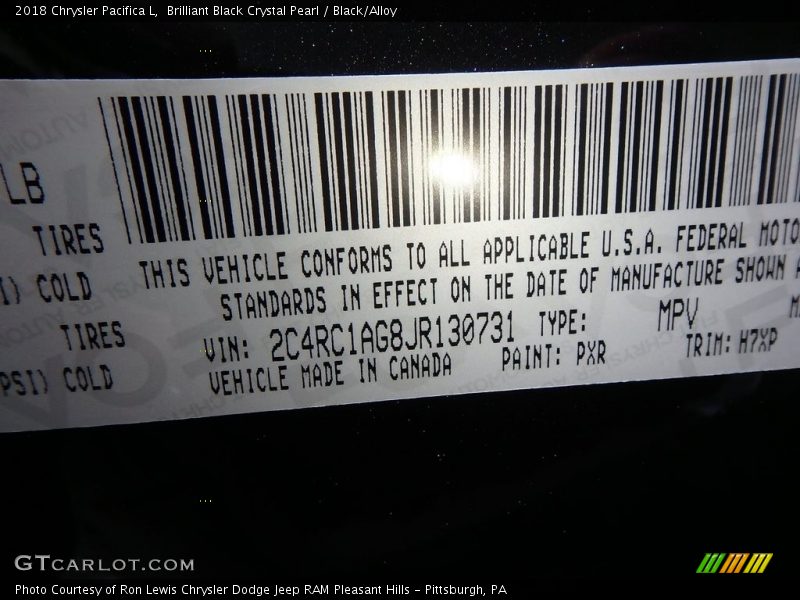 2018 Chrysler Pacifica L,  Brilliant Black Crystal Pearl / Black/Alloy
LB
TIRES
COLD
TIRES
PSI) COLD
THIS VEHICLE CONFORMS TO ALL APPLICABLE U.S.A. FEDERAL MOTO
STANDARDS IN EFFECT ON THE DATE OF MANUFACTURE SHOWN A
VIN: 2C4RC1AG8JR130731 TYPE: MPV
VEHICLE MADE IN CANADA PAINT: PXR TRIM: H7XP
GTCARLOT.COM
Photo Courtesy of Ron Lewis Chrysler Dodge Jeep RAM Pleasant Hills - Pittsburgh, PA